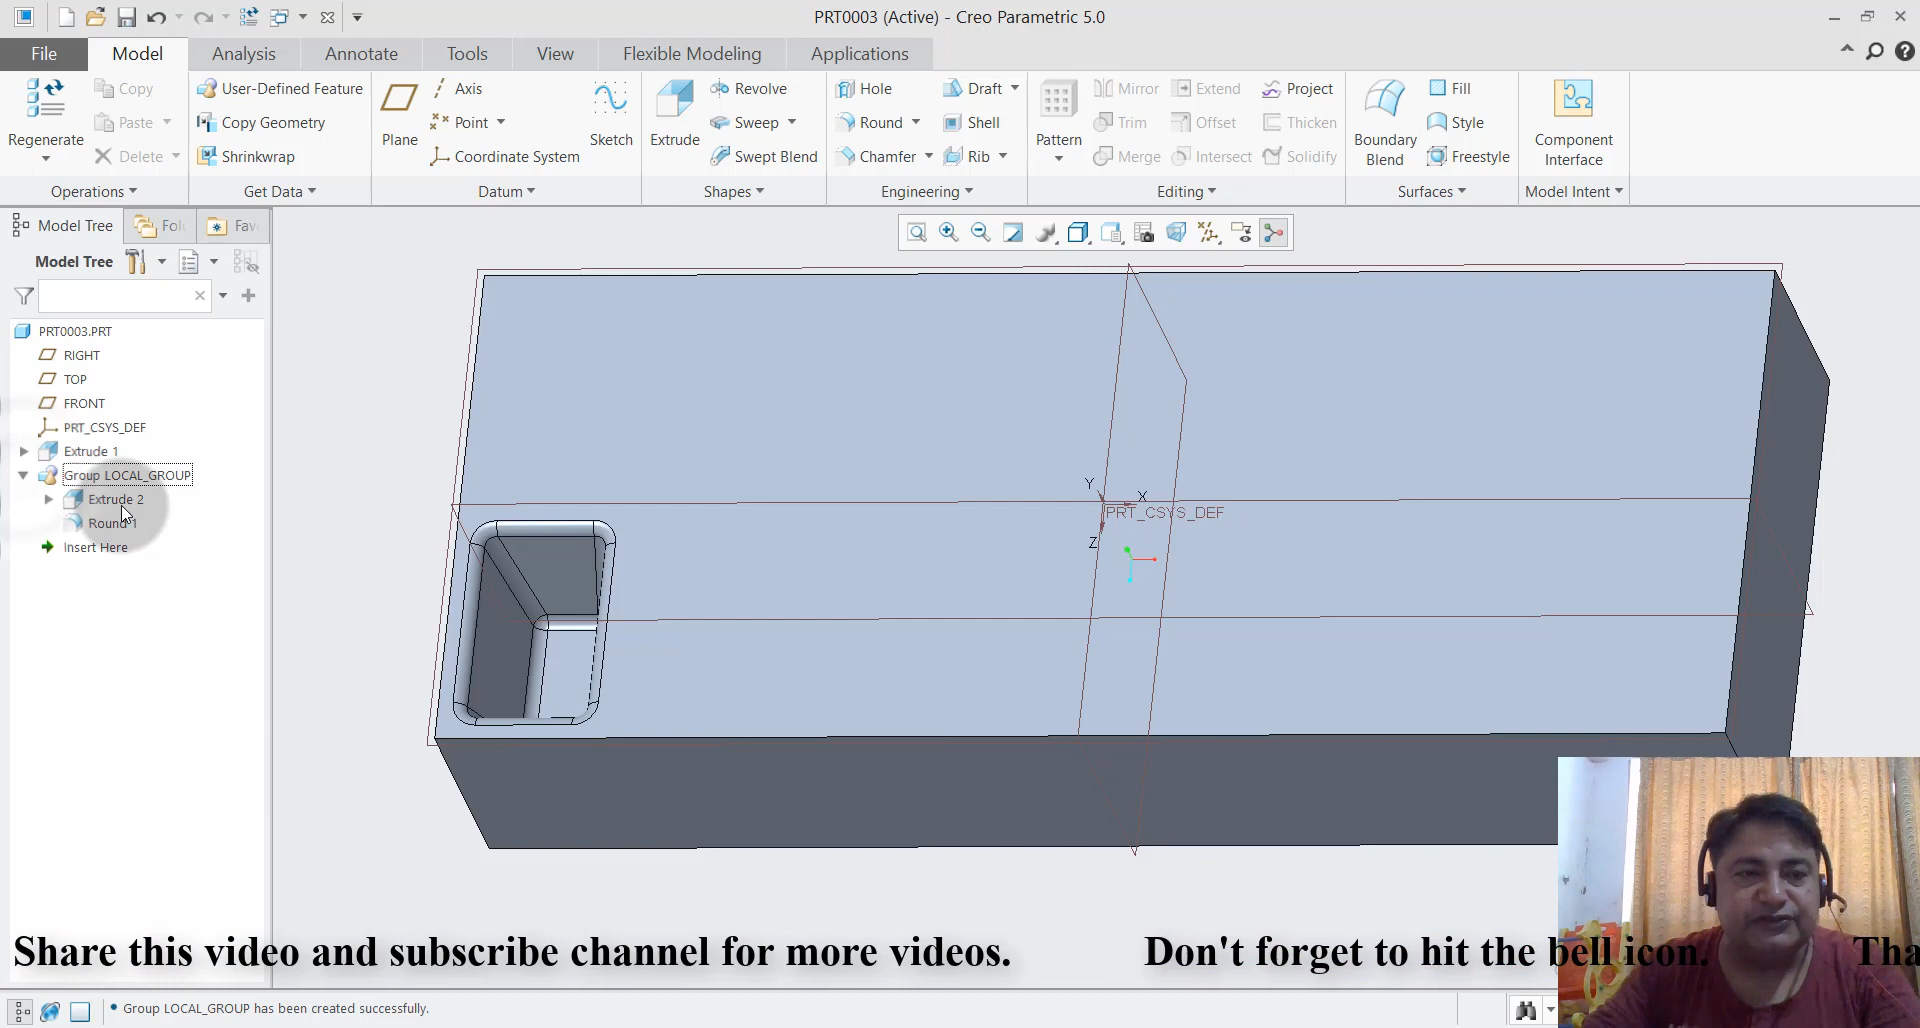 PRT0003 (Active) - Creo Parametric 5.0
File Model Analysis Annotate Tools View Flexible Modeling Applications
Regenerate Copy Paste Delete
Operations
User-Defined Feature
Copy Geometry
Shrinkwrap
Get Data
Plane Axis Point Coordinate System Sketch
Datum
Extrude Revolve Sweep Swept Blend
Shapes
Hole Draft
Round Shell
Chamfer Rib
Engineering
Pattern Mirror Extend Project
Trim Offset Thicken
Merge Intersect Solidify
Editing
Boundary Blend Fill Style Freestyle
Surfaces
Component Interface
Model Intent
Model Tree Fol Fav
Model Tree
PRT0003.PRT
RIGHT
TOP
FRONT
PRT_CSYS_DEF
Extrude 1
Group LOCAL_GROUP
Extrude 2
Round 1
Insert Here
Y X
PRT_CSYS_DEF
Z
Share this video and subscribe channel for more videos. Don't forget to hit the bell icon. Tha
Group LOCAL_GROUP has been created successfully.